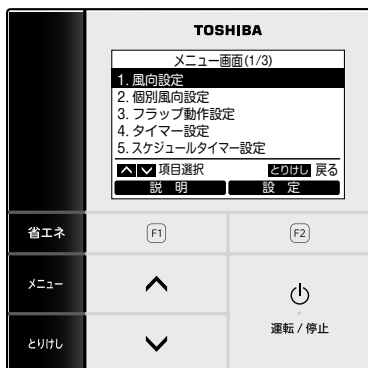 TOSHIBA
メニュー画面(1/3)
1. 風向設定
2. 個別風向設定
3. フラップ動作設定
4. タイマー設定
5. スケジュールタイマー設定
∧ ∨ 項目選択 とりけし 戻る
説 明 設 定
省エネ F1 F2
メニュー
運転 / 停止
とりけし